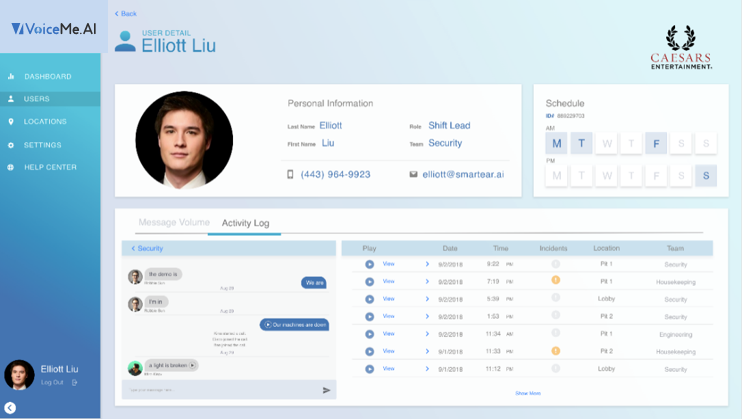 VoiceMe.AI
DASHBOARD
USERS
LOCATIONS
SETTINGS
HELP CENTER
Elliott Liu
Log Out
Back
USER DETAIL
Elliott Liu
CAESARS
ENTERTAINMENT.
Personal Information
Last Name Elliott Role Shift Lead
First Name Liu Team Security
(443) 964-9923 elliott@smartear.ai
Schedule
ID# 689229703
AM
M T W T F S S
PM
M T W T F S S
Message Volume Activity Log
Security
the demo is
Aug 29
We are
I'm in
Aug 29
Our machines are down
Aug 24
a light is broken
Play Date Time Incidents Location Team
View 9/2/2018 9:22 PM Pit 1 Security
View 9/2/2018 7:13 PM Pit 1 Housekeeping
View 9/2/2018 5:39 PM Lobby Security
View 9/2/2018 1:53 PM Pit 2 Security
View 9/2/2018 11:34 AM Pit 1 Engineering
View 9/1/2018 11:33 PM Pit 2 Housekeeping
View 9/1/2018 11:12 PM Lobby Security
Show More